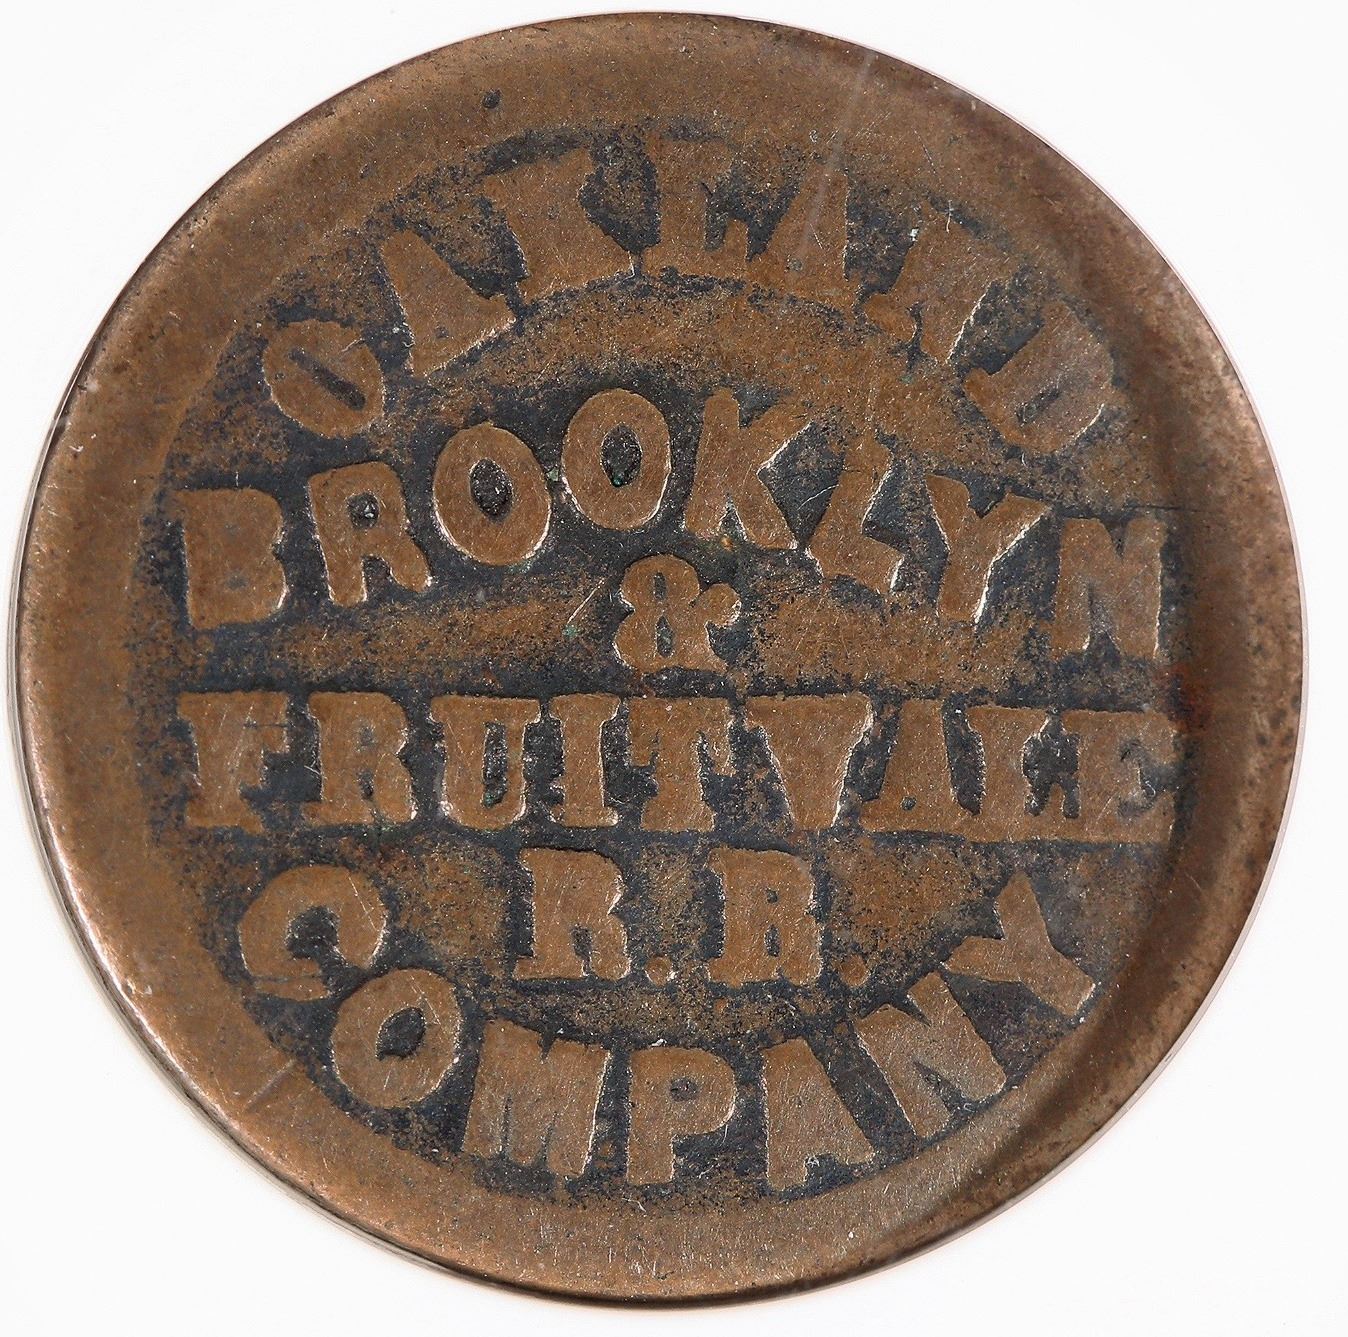 OAKLAND
BROOKLYN
&
FRUITVALE
R.R.
COMPANY